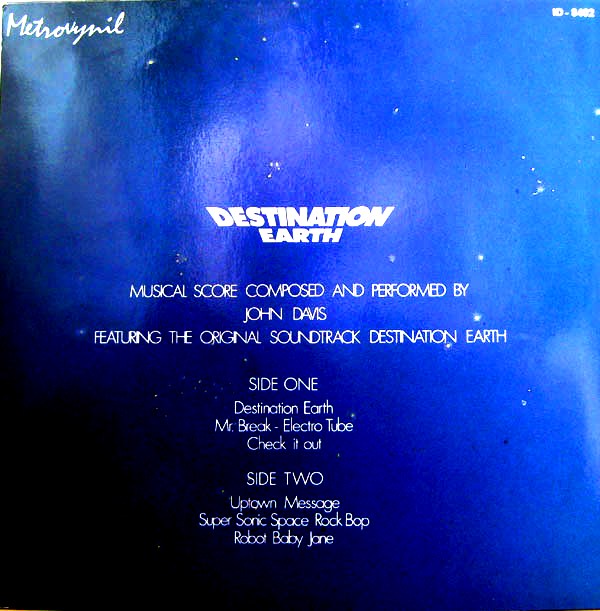 Metrovynil
ID - 8402
DESTINATION
EARTH
MUSICAL SCORE COMPOSED AND PERFORMED BY
JOHN DAVIS
FEATURING THE ORIGINAL SOUNDTRACK DESTINATION EARTH
SIDE ONE
Destination Earth
Mr. Break - Electro Tube
Check it out
SIDE TWO
Uptown Message
Super Sonic Space Rock Bop
Robot Baby Jane